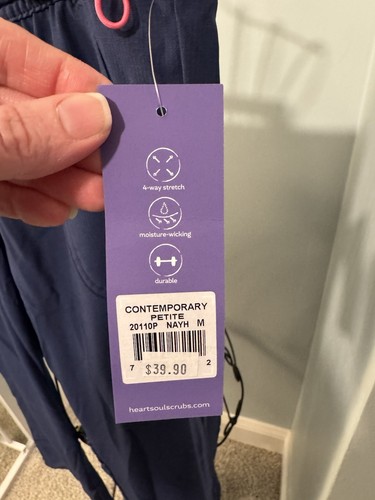 4-way stretch
moisture-wicking
durable
CONTEMPORARY
PETITE
20110P NAYH M
7 2
$39.90
heartsoulscrubs.com